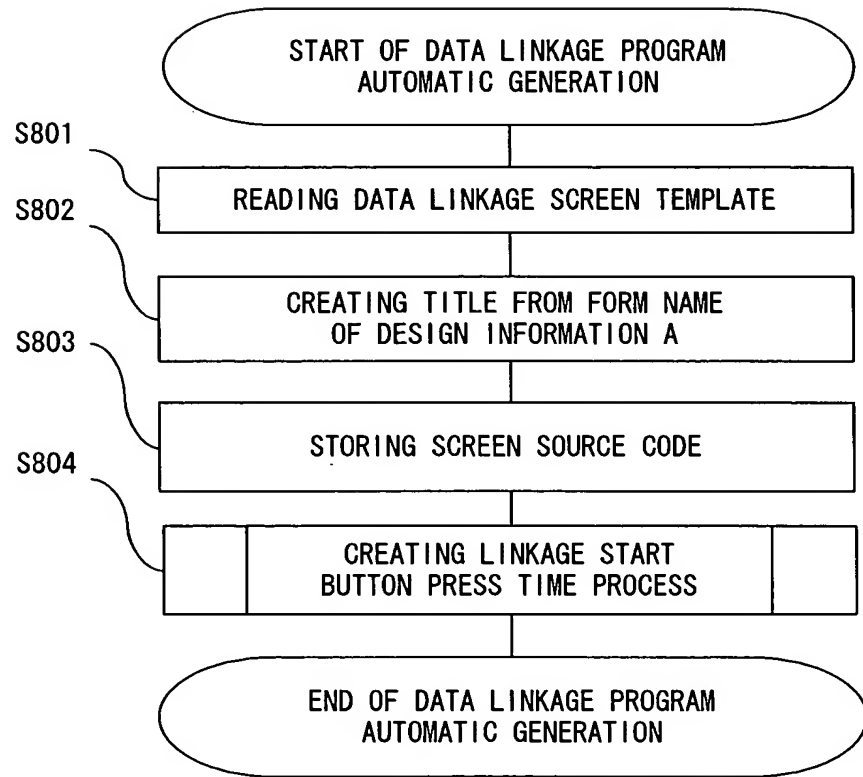 START OF DATA LINKAGE PROGRAM
AUTOMATIC GENERATION
S801
READING DATA LINKAGE SCREEN TEMPLATE
S802
CREATING TITLE FROM FORM NAME
OF DESIGN INFORMATION A
S803
STORING SCREEN SOURCE CODE
S804
CREATING LINKAGE START
BUTTON PRESS TIME PROCESS
END OF DATA LINKAGE PROGRAM
AUTOMATIC GENERATION